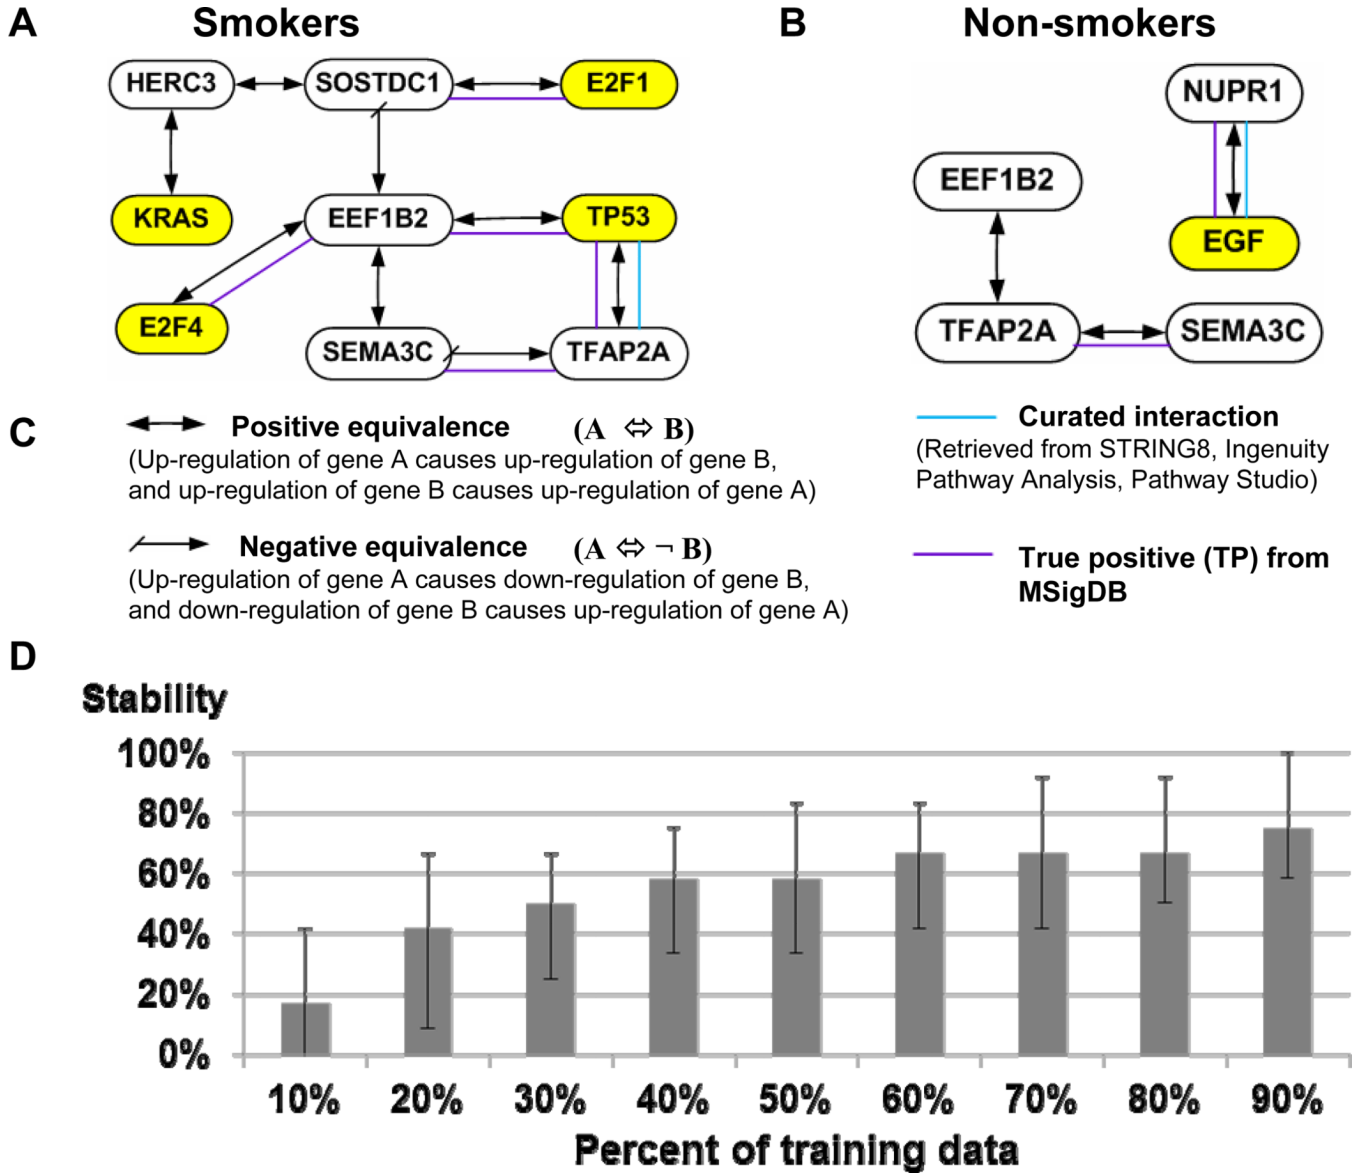 A
Smokers
HERC3
SOSTDC1
E2F1
KRAS
EEF1B2
TP53
E2F4
SEMA3C
TFAP2A
B
Non-smokers
NUPR1
EEF1B2
EGF
TFAP2A
SEMA3C
C
Positive equivalence (A ⇔ B)
(Up-regulation of gene A causes up-regulation of gene B,
and up-regulation of gene B causes up-regulation of gene A)
Negative equivalence (A ⇔ ¬ B)
(Up-regulation of gene A causes down-regulation of gene B,
and down-regulation of gene B causes up-regulation of gene A)
Curated interaction
(Retrieved from STRING8, Ingenuity
Pathway Analysis, Pathway Studio)
True positive (TP) from
MSigDB
D
Stability
100%
80%
60%
40%
20%
0%
10% 20% 30% 40% 50% 60% 70% 80% 90%
Percent of training data